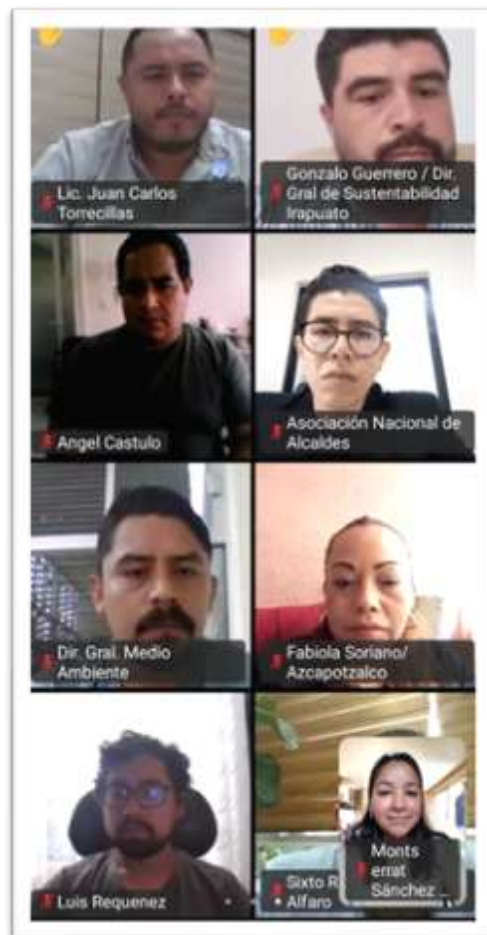 Lic. Juan Carlos
Torrecillas
Gonzalo Guerrero / Dir.
Gral de Sustentabilidad
Irapuato
Angel Castulo
Asociación Nacional de
Alcaldes
Dir. Gral. Medio
Ambiente
Fabiola Soriano/
Azcapotzalco
Luis Requenez
Sixto R
Alfaro
Monts
errat
Sánchez ...